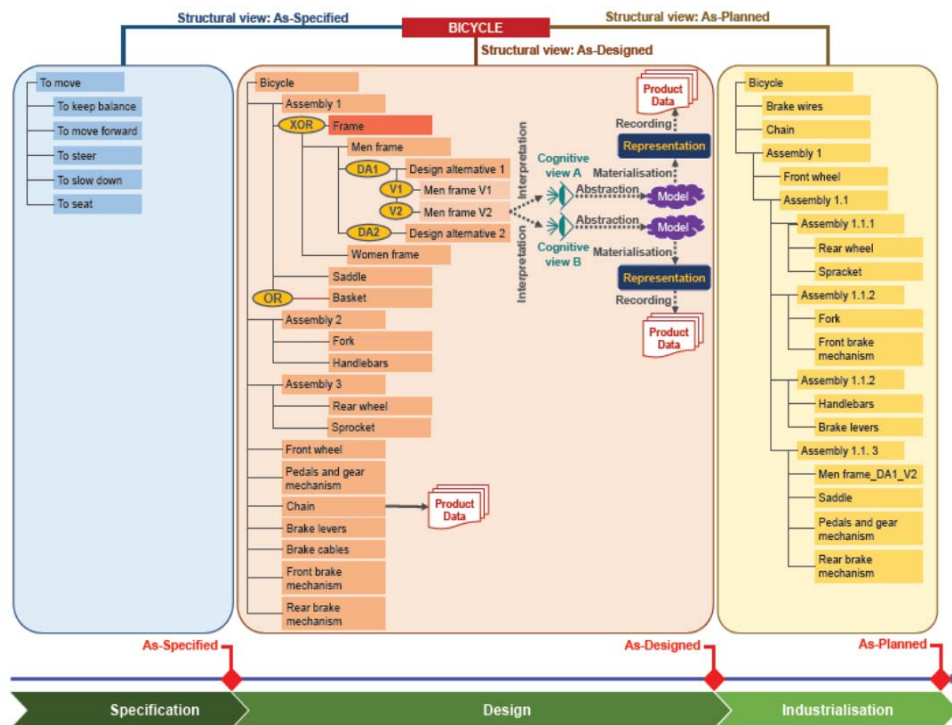 Structural view: As-Specified
BICYCLE
Structural view: As-Planned
Structural view: As-Designed
To move
To keep balance
To move forward
To steer
To slow down
To seat
Bicycle
Assembly 1
XOR
Frame
Men frame
DA1
Design alternative 1
V1
Men frame V1
V2
Men frame V2
DA2
Design alternative 2
Women frame
Saddle
OR
Basket
Assembly 2
Fork
Handlebars
Assembly 3
Rear wheel
Sprocket
Front wheel
Pedals and gear
mechanism
Chain
Brake levers
Brake cables
Front brake
mechanism
Rear brake
mechanism
Product
Data
Interpretation
Interpretation
Cognitive
view A
Abstraction
Model
Materialisation
Representation
Recording
Product
Data
Abstraction
Model
Cognitive
view B
Materialisation
Representation
Recording
Product
Data
Bicycle
Brake wires
Chain
Assembly 1
Front wheel
Assembly 1.1
Assembly 1.1.1
Rear wheel
Spracket
Assembly 1.1.2
Fork
Front brake
mechanism
Assembly 1.1.2
Handlebars
Brake levers
Assembly 1.1. 3
Men frame_DA1_V2
Saddle
Pedals and gear
mechanism
Rear brake
mechanism
As-Specified
As-Designed
As-Planned
Specification
Design
Industrialisation